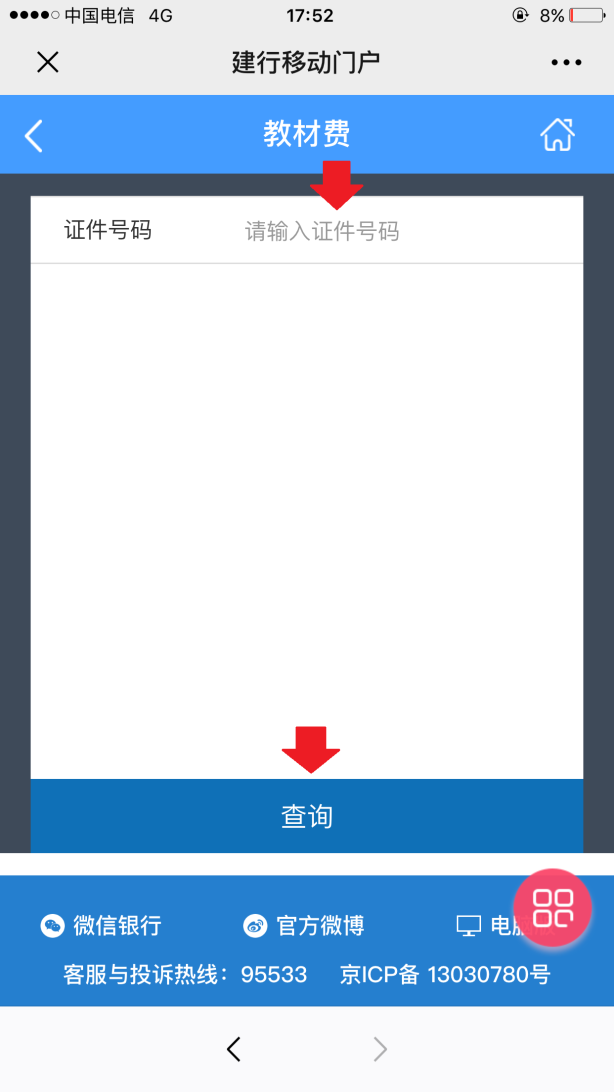 中国电信 4G 17:52 8%
建行移动门户
教材费
证件号码 请输入证件号码
查询
微信银行 官方微博 电脑
客服与投诉热线：95533 京ICP备 13030780号